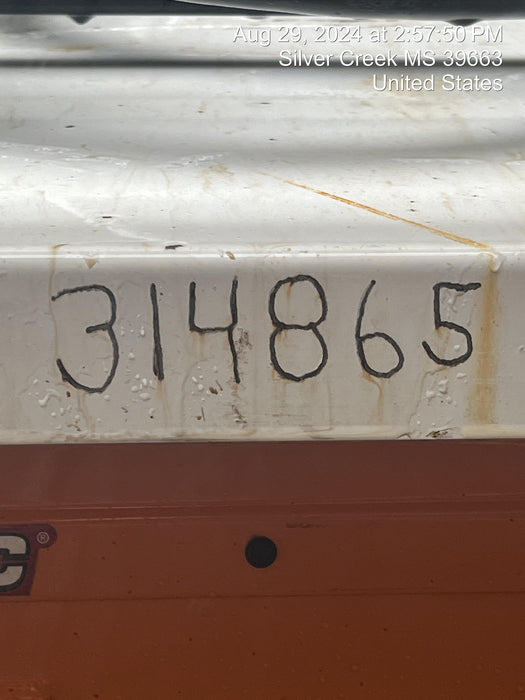 Aug 29, 2024 at 2:57:50 PM
Silver Creek MS 39663
United States
314865
C®